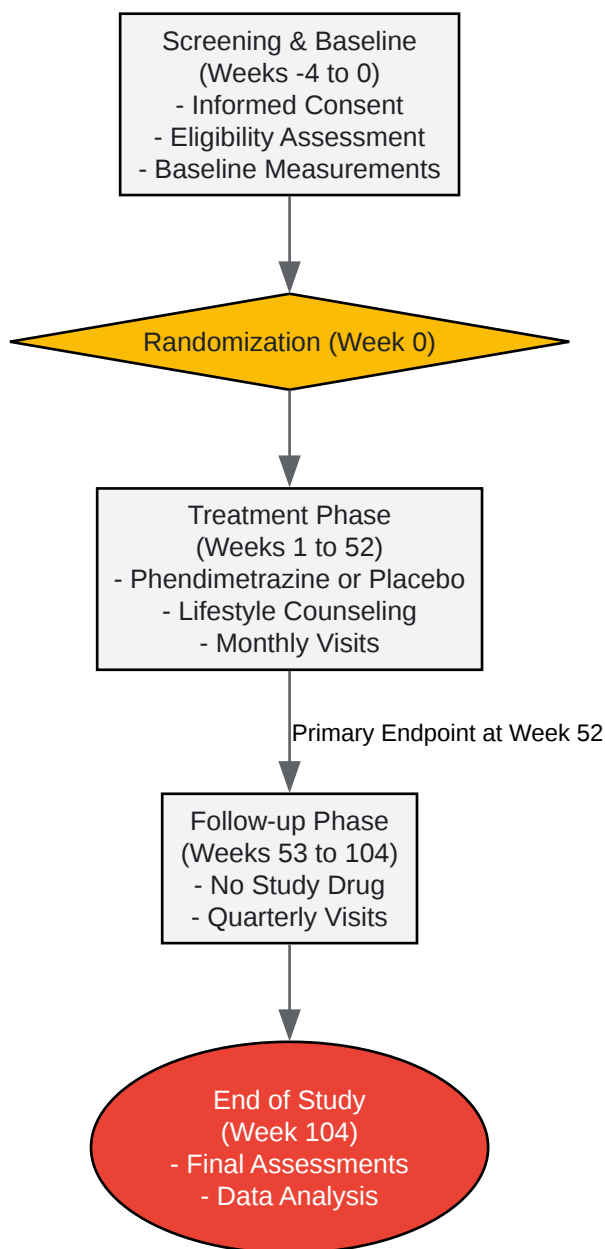 Screening & Baseline
(Weeks -4 to 0)
- Informed Consent
- Eligibility Assessment
- Baseline Measurements
Randomization (Week 0)
Treatment Phase
(Weeks 1 to 52)
- Phendimetrazine or Placebo
- Lifestyle Counseling
- Monthly Visits
Primary Endpoint at Week 52
Follow-up Phase
(Weeks 53 to 104)
- No Study Drug
- Quarterly Visits
End of Study
(Week 104)
- Final Assessments
- Data Analysis